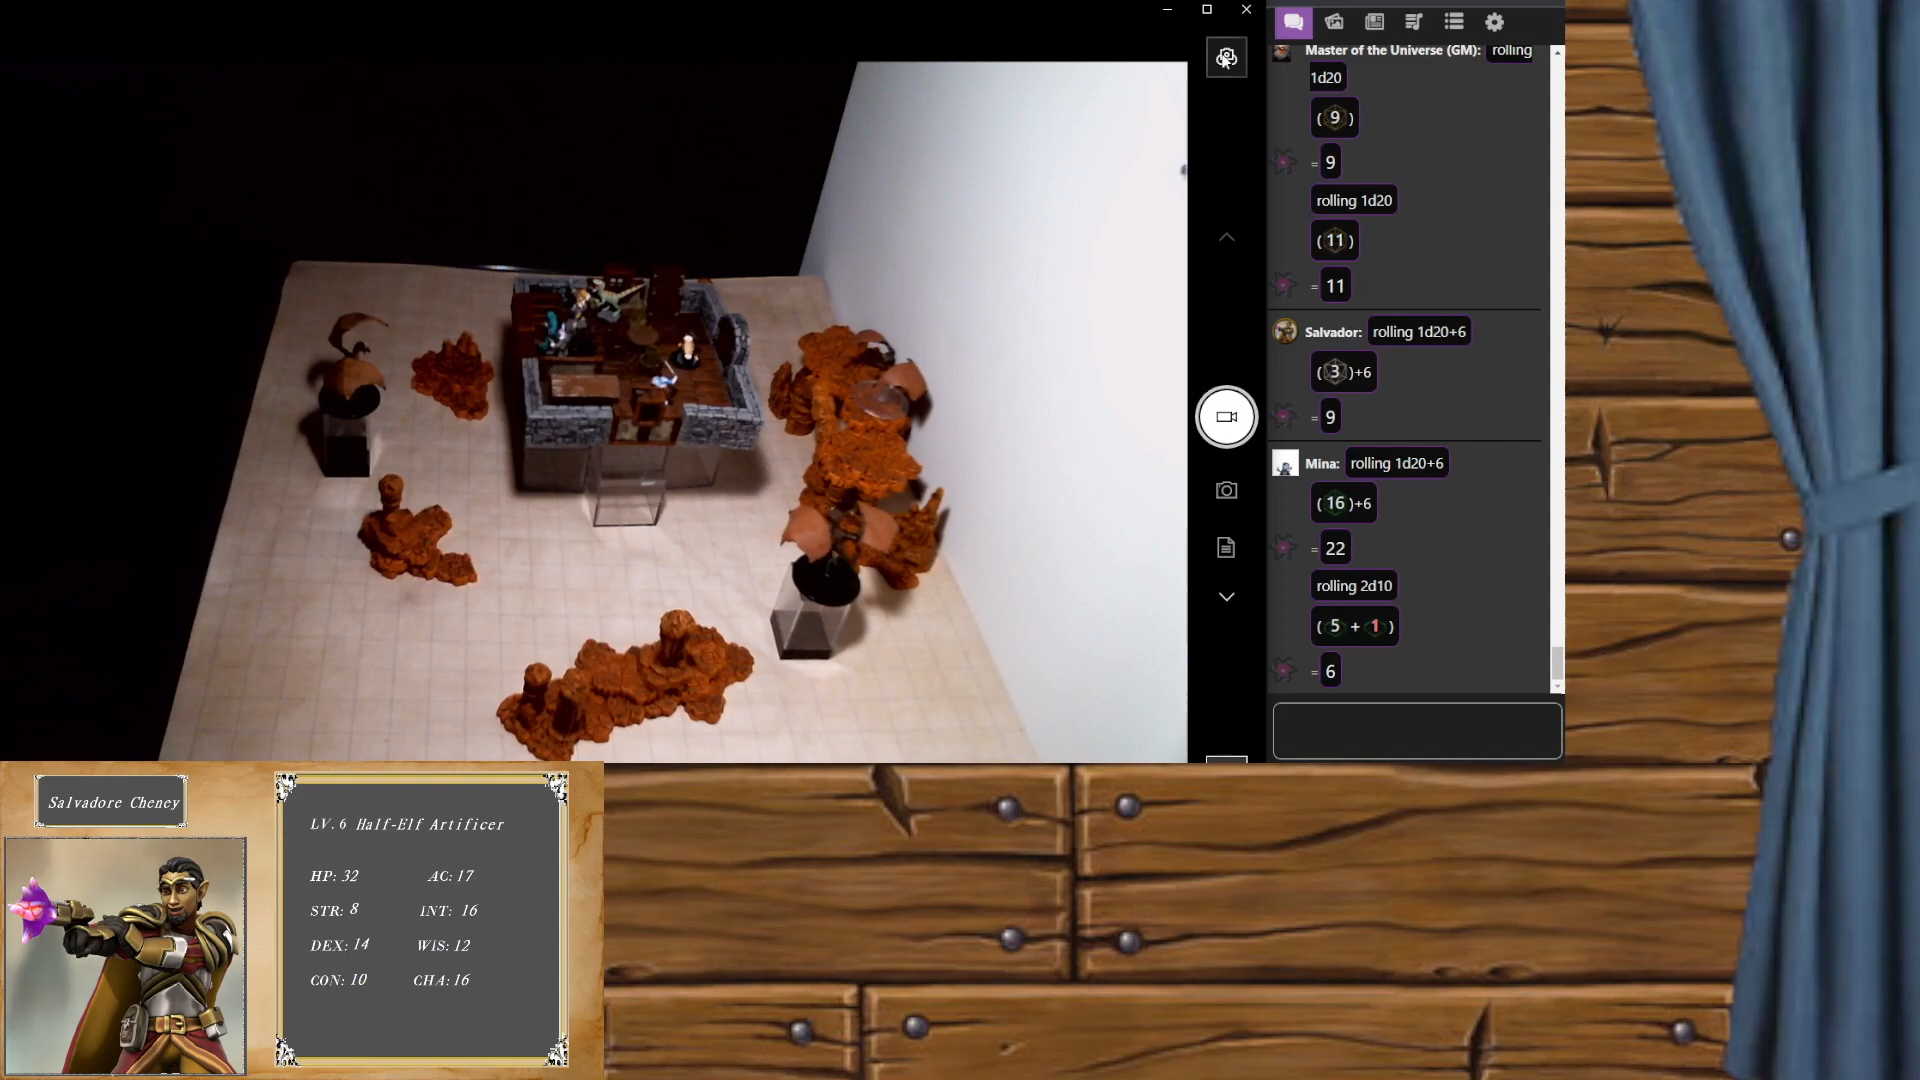 Master of the Universe (GM): rolling
1d20
(9)
= 9
rolling 1d20
(11)
= 11
Salvador: rolling 1d20+6
(3)+6
= 9
Mina: rolling 1d20+6
(16)+6
= 22
rolling 2d10
(5 + 1)
= 6
Salvadore Cheney
LV.6 Half-Elf Artificer
HP: 32 AC: 17
STR: 8 INT: 16
DEX: 14 WIS: 12
CON: 10 CHA: 16